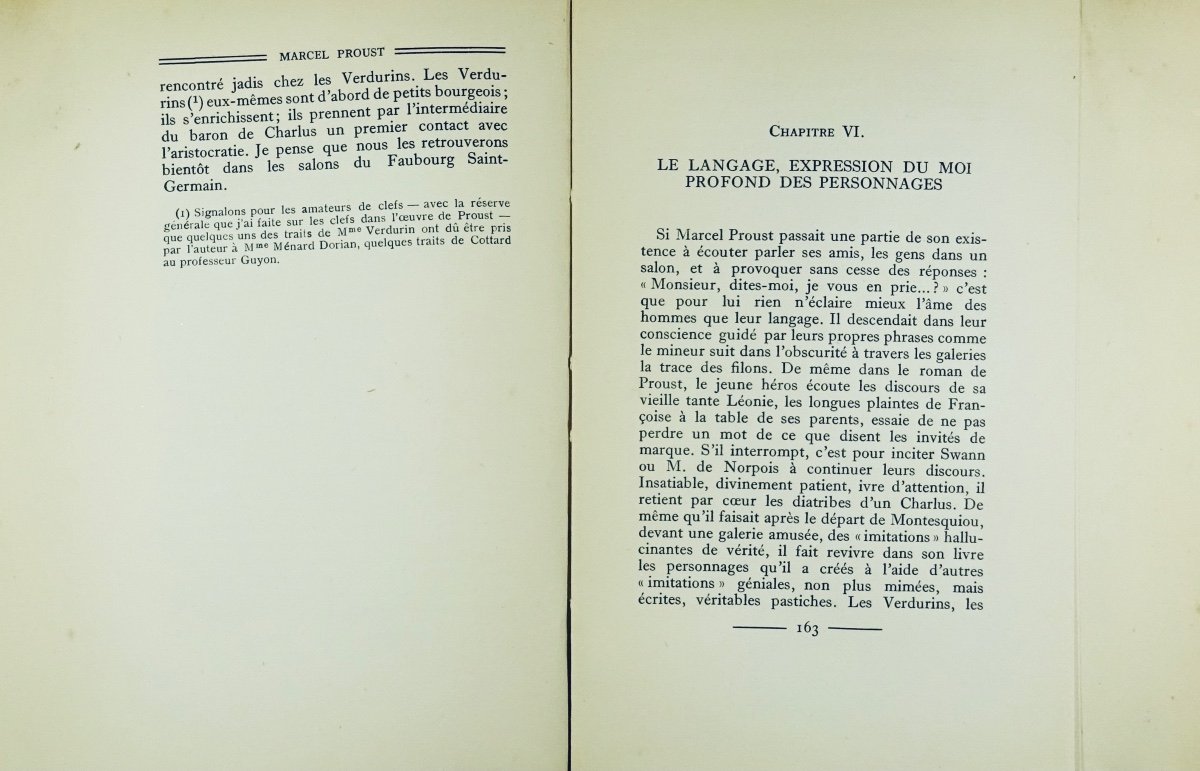 MARCEL PROUST
rencontré jadis chez les Verdurins. Les Verdu-
rins (¹) eux-mêmes sont d'abord de petits bourgeois ;
ils s'enrichissent; ils prennent par l'intermédiaire
du baron de Charlus un premier contact avec
l'aristocratie. Je pense que nous les retrouverons
bientôt dans les salons du Faubourg Saint-
Germain.
(1) Signalons pour les amateurs de clefs — avec la réserve
générale que j'ai faite sur les clefs dans l'œuvre de Proust —
que quelques uns des traits de Mme Verdurin ont dû être pris
par l'auteur à Mme Ménard Dorian, quelques traits de Cottard
au professeur Guyon.
CHAPITRE VI.
LE LANGAGE, EXPRESSION DU MOI
PROFOND DES PERSONNAGES
Si Marcel Proust passait une partie de son exis-
tence à écouter parler ses amis, les gens dans un
salon, et à provoquer sans cesse des réponses :
« Monsieur, dites-moi, je vous en prie...? » c'est
que pour lui rien n'éclaire mieux l'âme des
hommes que leur langage. Il descendait dans leur
conscience guidé par leurs propres phrases comme
le mineur suit dans l'obscurité à travers les galeries
la trace des filons. De même dans le roman de
Proust, le jeune héros écoute les discours de sa
vieille tante Léonie, les longues plaintes de Fran-
çoise à la table de ses parents, essaie de ne pas
perdre un mot de ce que disent les invités de
marque. S'il interrompt, c'est pour inciter Swann
ou M. de Norpois à continuer leurs discours.
Insatiable, divinement patient, ivre d'attention, il
retient par cœur les diatribes d'un Charlus. De
même qu'il faisait après le départ de Montesquiou,
devant une galerie amusée, des « imitations » hallu-
cinantes de vérité, il fait revivre dans son livre
les personnages qu'il a créés à l'aide d'autres
« imitations » géniales, non plus mimées, mais
écrites, véritables pastiches. Les Verdurins, les
163